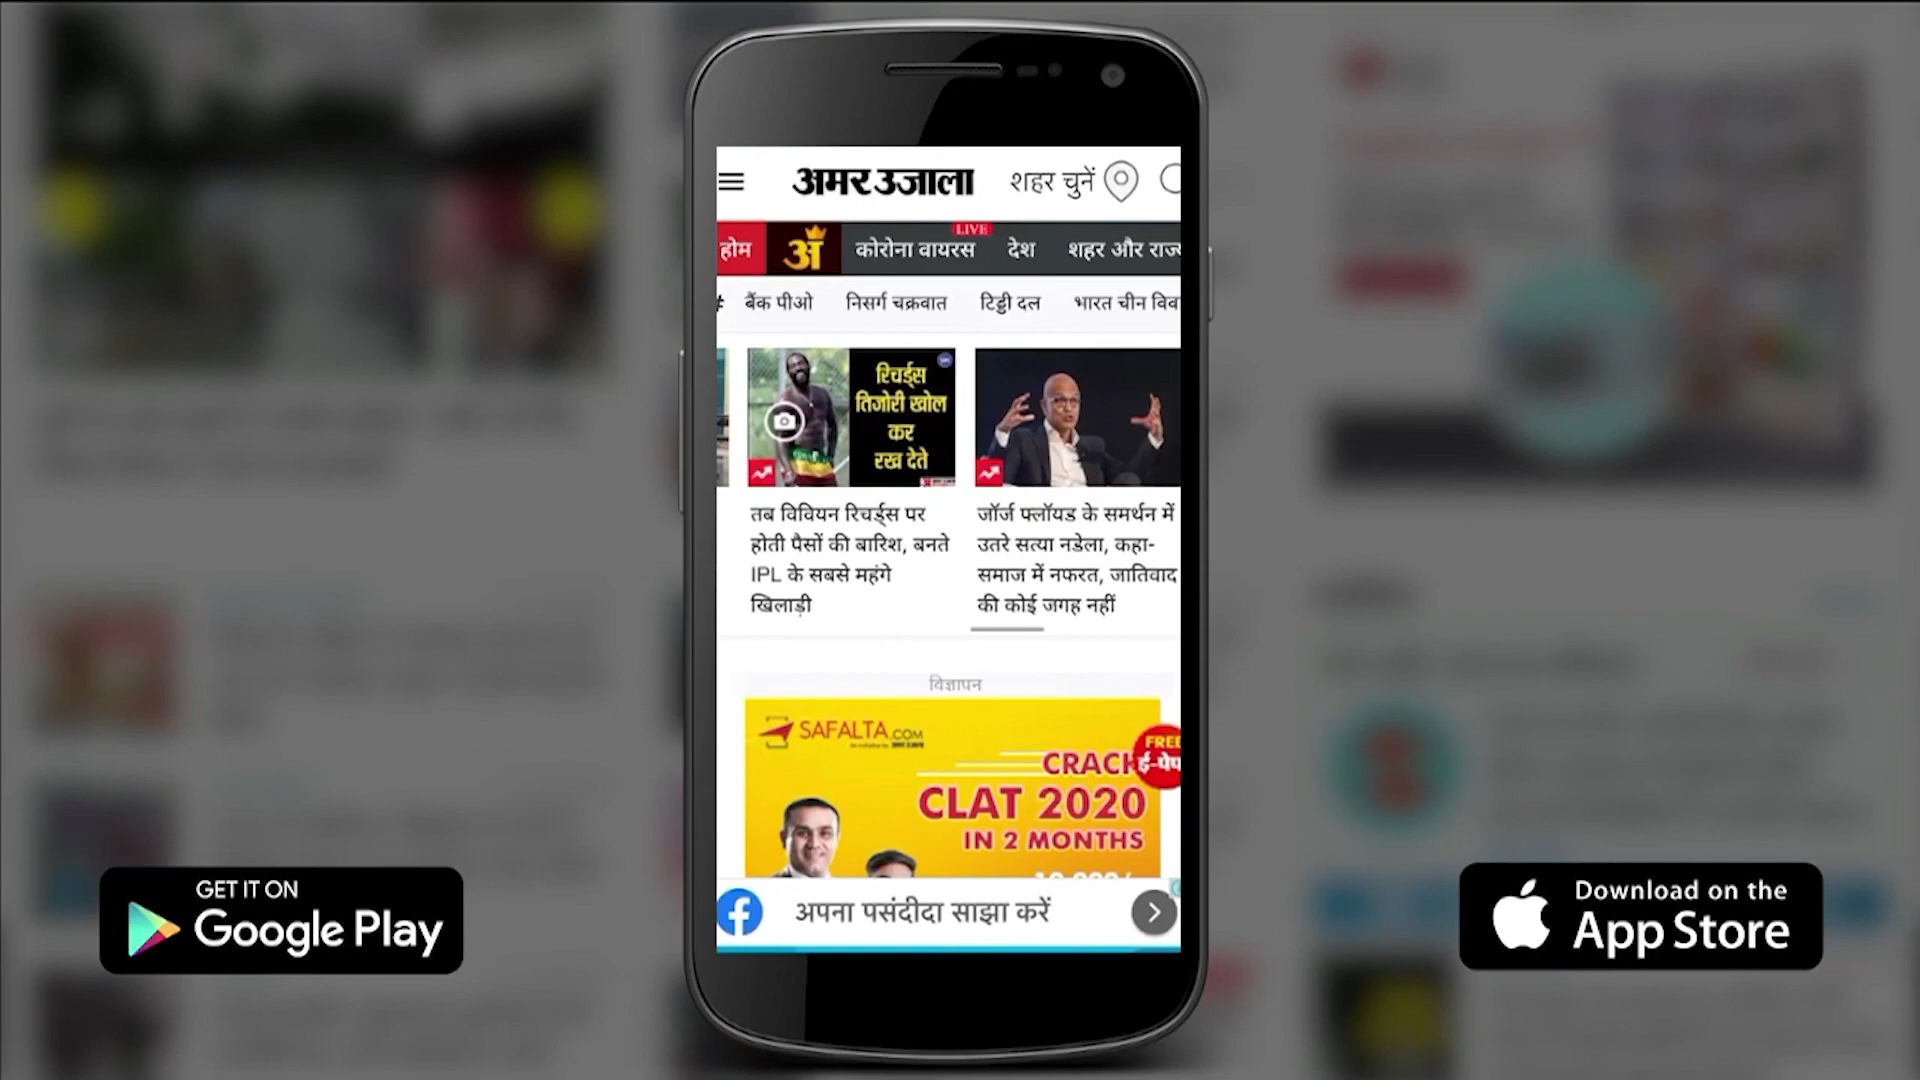 अमर उजाला
शहर चुनें
होम
अ
कोरोना वायरस
LIVE
देश
शहर और राज्
#
बैंक पीओ
निसर्ग चक्रवात
टिड्डी दल
भारत चीन विव
रिचर्ड्स
तिजोरी खोल
कर
रख देते
तब विवियन रिचर्ड्स पर
होती पैसों की बारिश, बनते
IPL के सबसे महंगे
खिलाड़ी
जॉर्ज फ्लॉयड के समर्थन में
उतरे सत्या नडेला, कहा-
समाज में नफरत, जातिवाद
की कोई जगह नहीं
विज्ञापन
SAFALTA.COM
FREE
ई-पेप
CRACK
CLAT 2020
IN 2 MONTHS
अपना पसंदीदा साझा करें
GET IT ON
Google Play
Download on the
App Store